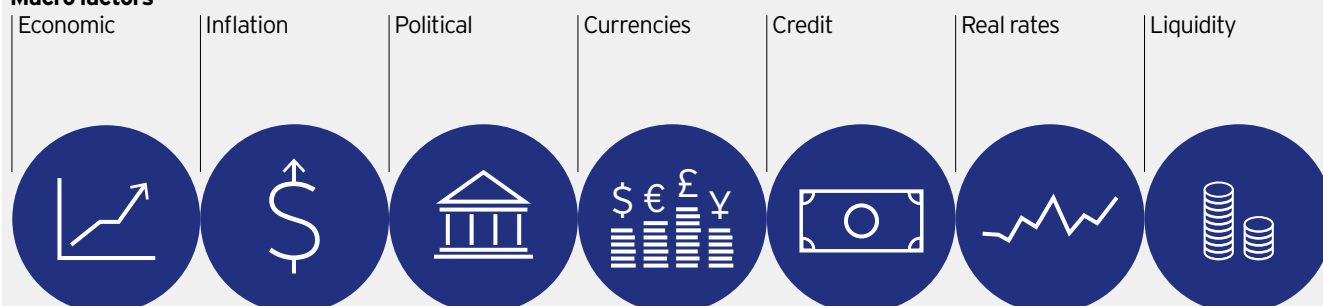 Macro factors
Economic
Inflation
Political
Currencies
Credit
Real rates
Liquidity
$ € £ ¥